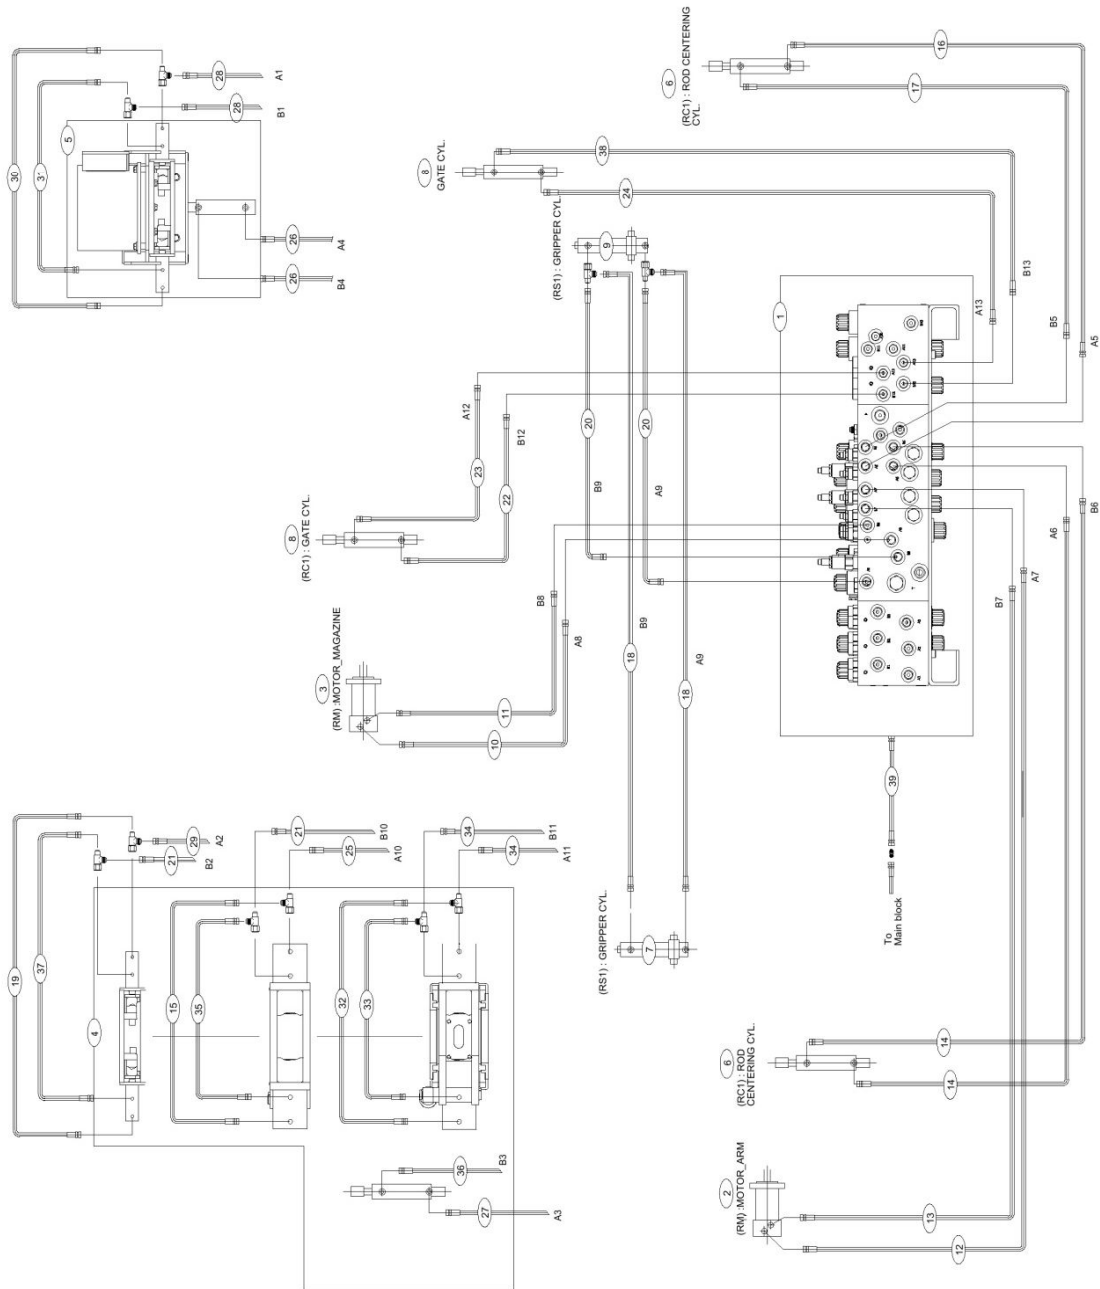 19
37
4
15
35
32
33
36
B3
27
A3
21
B2
29
A2
21
B10
25
A10
34
B11
34
A11
30
31
5
28
A1
28
B1
26
A4
26
B4
3
(RM) :MOTOR_MAGAZINE
11
B8
10
A8
8
(RC1) : GATE CYL.
23
A12
22
B12
8
GATE CYL.
38
24
A13
B13
(RS1) : GRIPPER CYL.
7
(RS1) : GRIPPER CYL.
9
18
B9
18
A9
20
B9
20
A9
6
(RC1) : ROD CENTERING
CYL.
16
17
B5
A5
2
(RM) :MOTOR_ARM
13
B7
12
A7
6
(RC1) : ROD
CENTERING CYL.
14
14
A6
B6
1
39
To
Main block